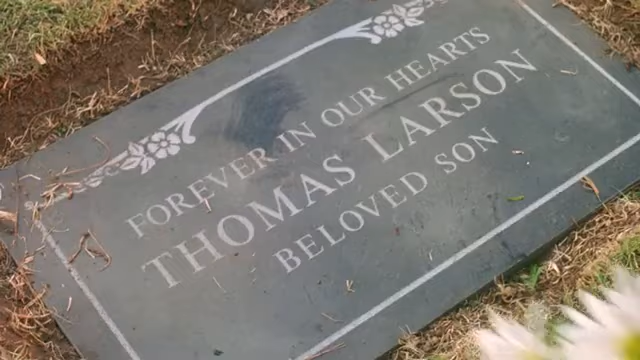 FOREVER IN OUR HEARTS
THOMAS LARSON
BELOVED SON